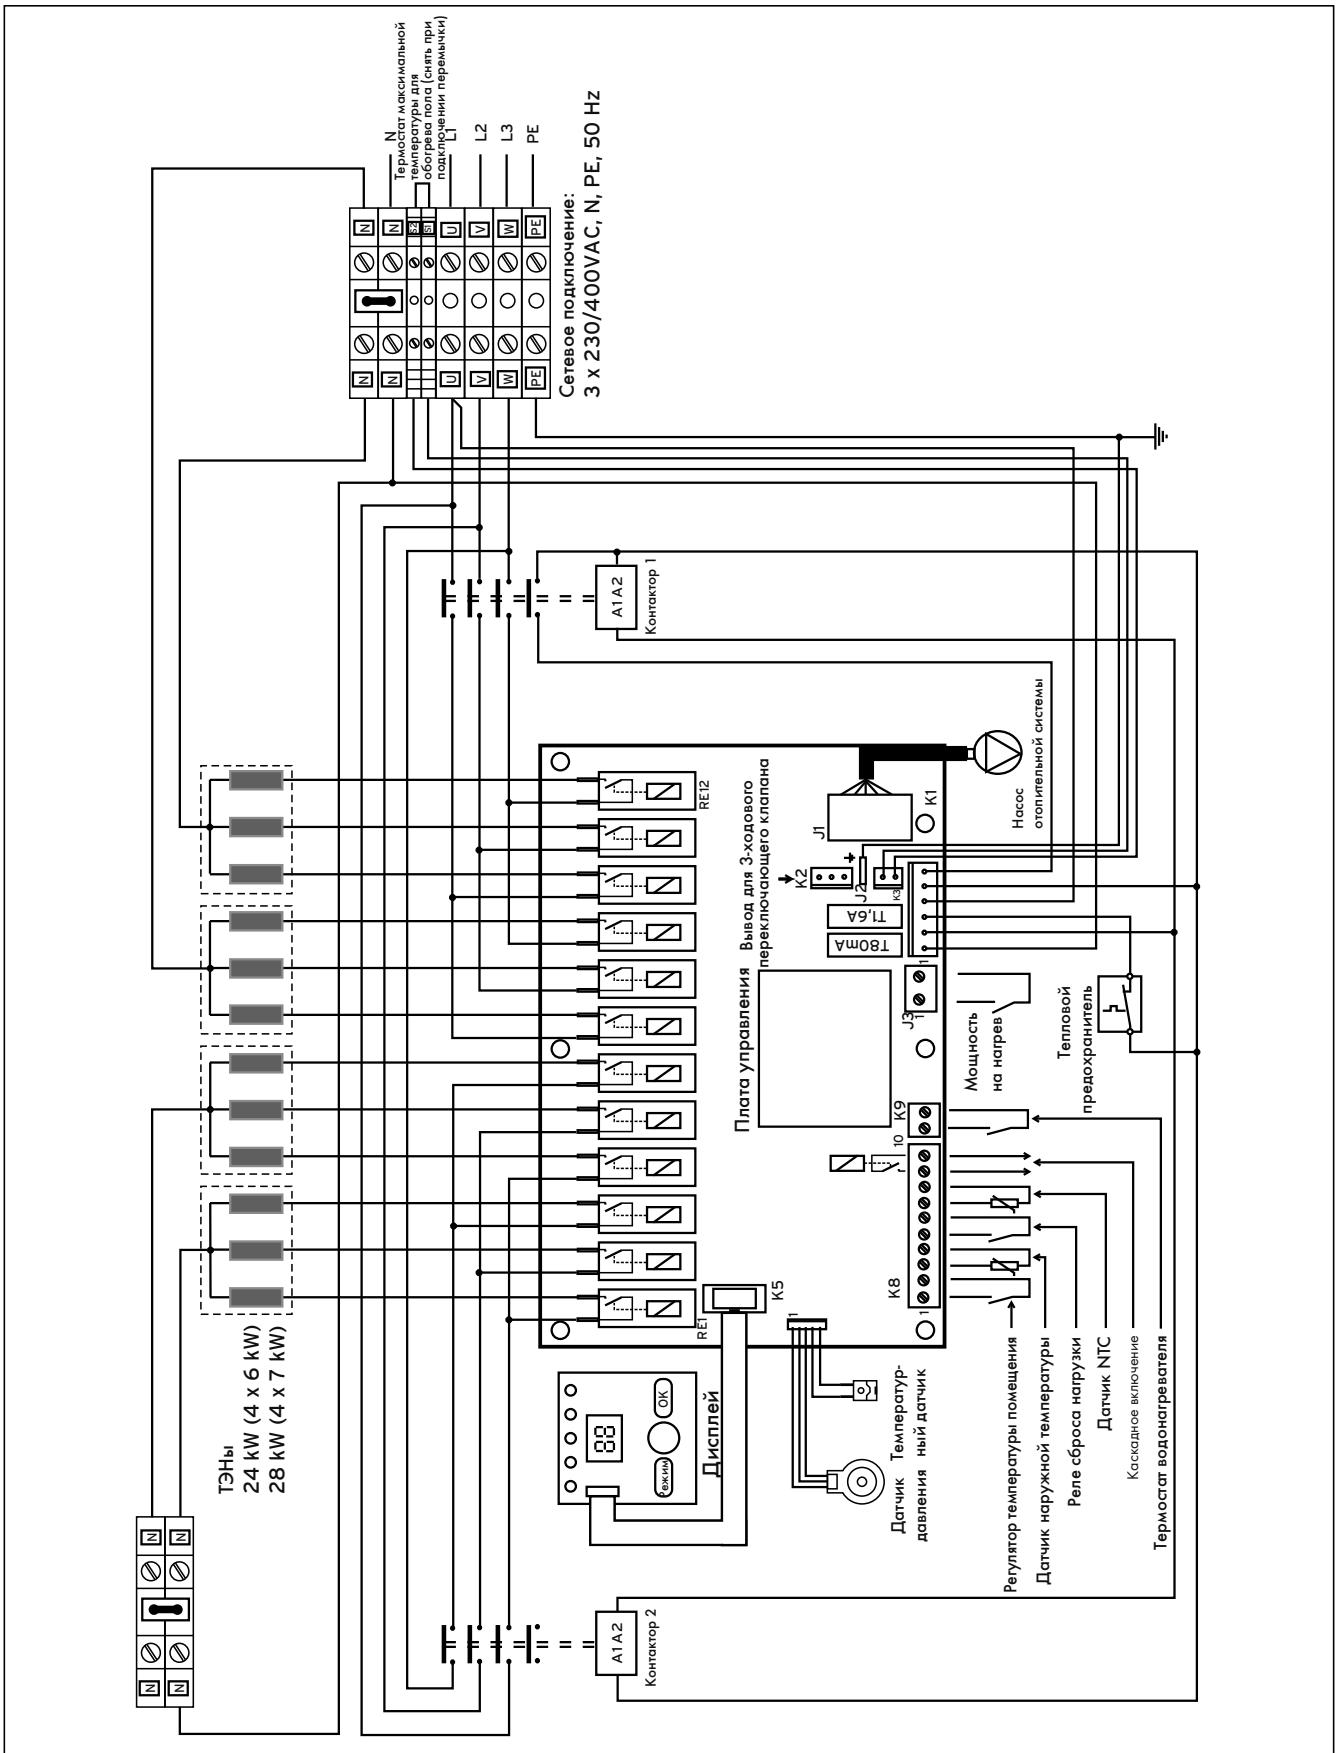 N
Термостат максимальной
температуры для
обогрева пола (снять при
подключении перемычки)
L1
L2
L3
PE
Сетевое подключение:
3 x 230/400VAC, N, PE, 50 Hz
N
N
S2
S1
U
V
W
PE
N
N
U
V
W
PE
A1 A2
Контактор 1
ТЭНы
24 kW (4 x 6 kW)
28 kW (4 x 7 kW)
N
N
N
N
RE12
RE1
Плата управления
Вывод для 3-ходового
переключающего клапана
K2
J1
K1
J2
K3
T1,6A
T80mA
J3
1
1
K9
10
K8
1
K5
1
Насос
отопительной системы
Мощность
на нагрев
Тепловой
предохранитель
88
OK
Режим
Дисплей
Датчик
давления
Температур-
ный датчик
Регулятор температуры помещения
Датчик наружной температуры
Реле сброса нагрузки
Датчик NTC
Каскадное включение
Термостат водонагревателя
A1 A2
Контактор 2